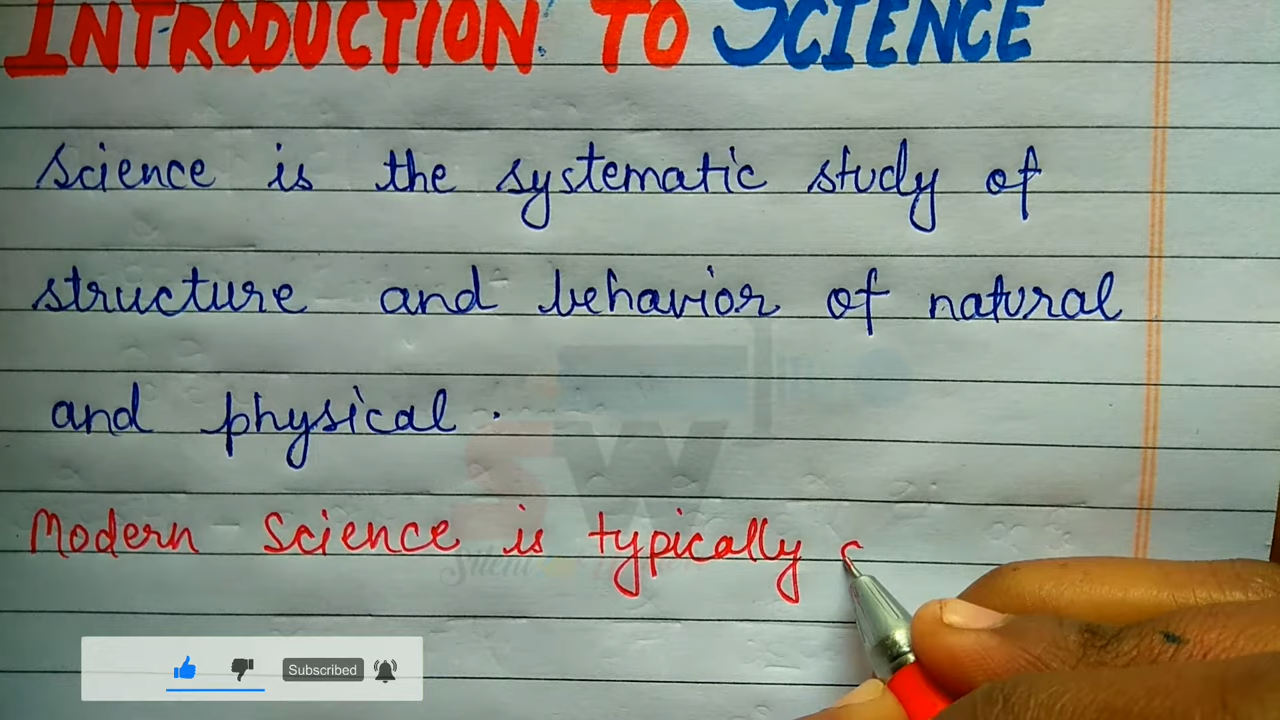 INTRODUCTION TO SCIENCE
Science is the systematic study of
structure and behavior of natural
and physical.
Modern Science is typically
SW
Subscribed